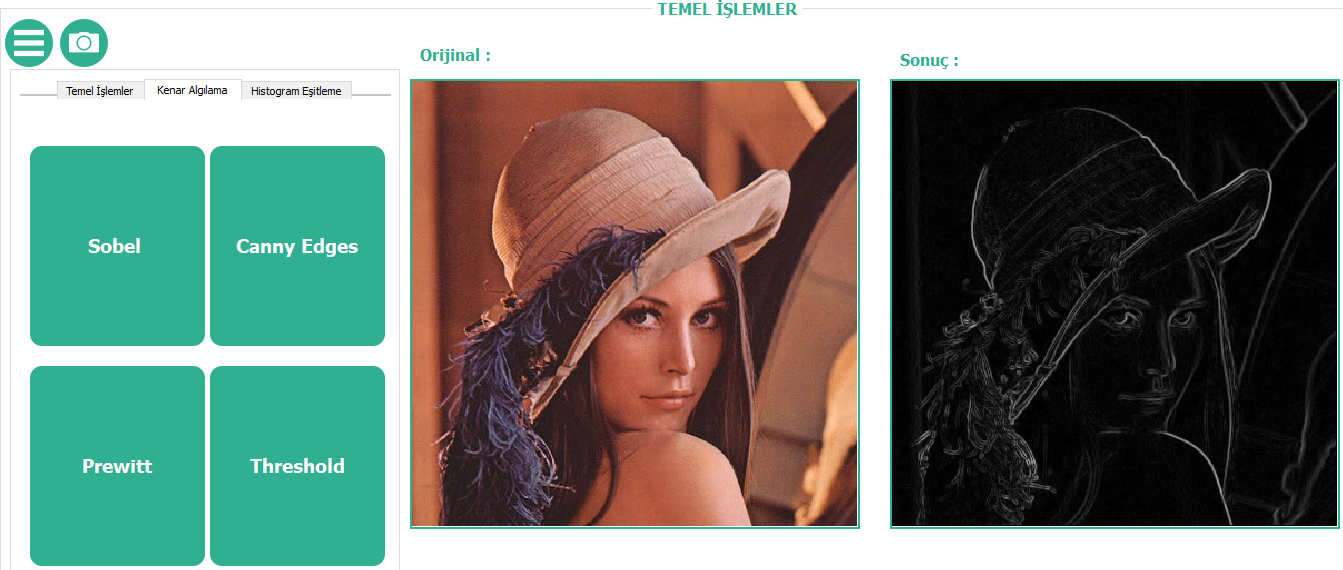 TEMEL İŞLEMLER
Orijinal :
Sonuç :
Temel İşlemler
Kenar Algılama
Histogram Eşitleme
Sobel
Canny Edges
Prewitt
Threshold